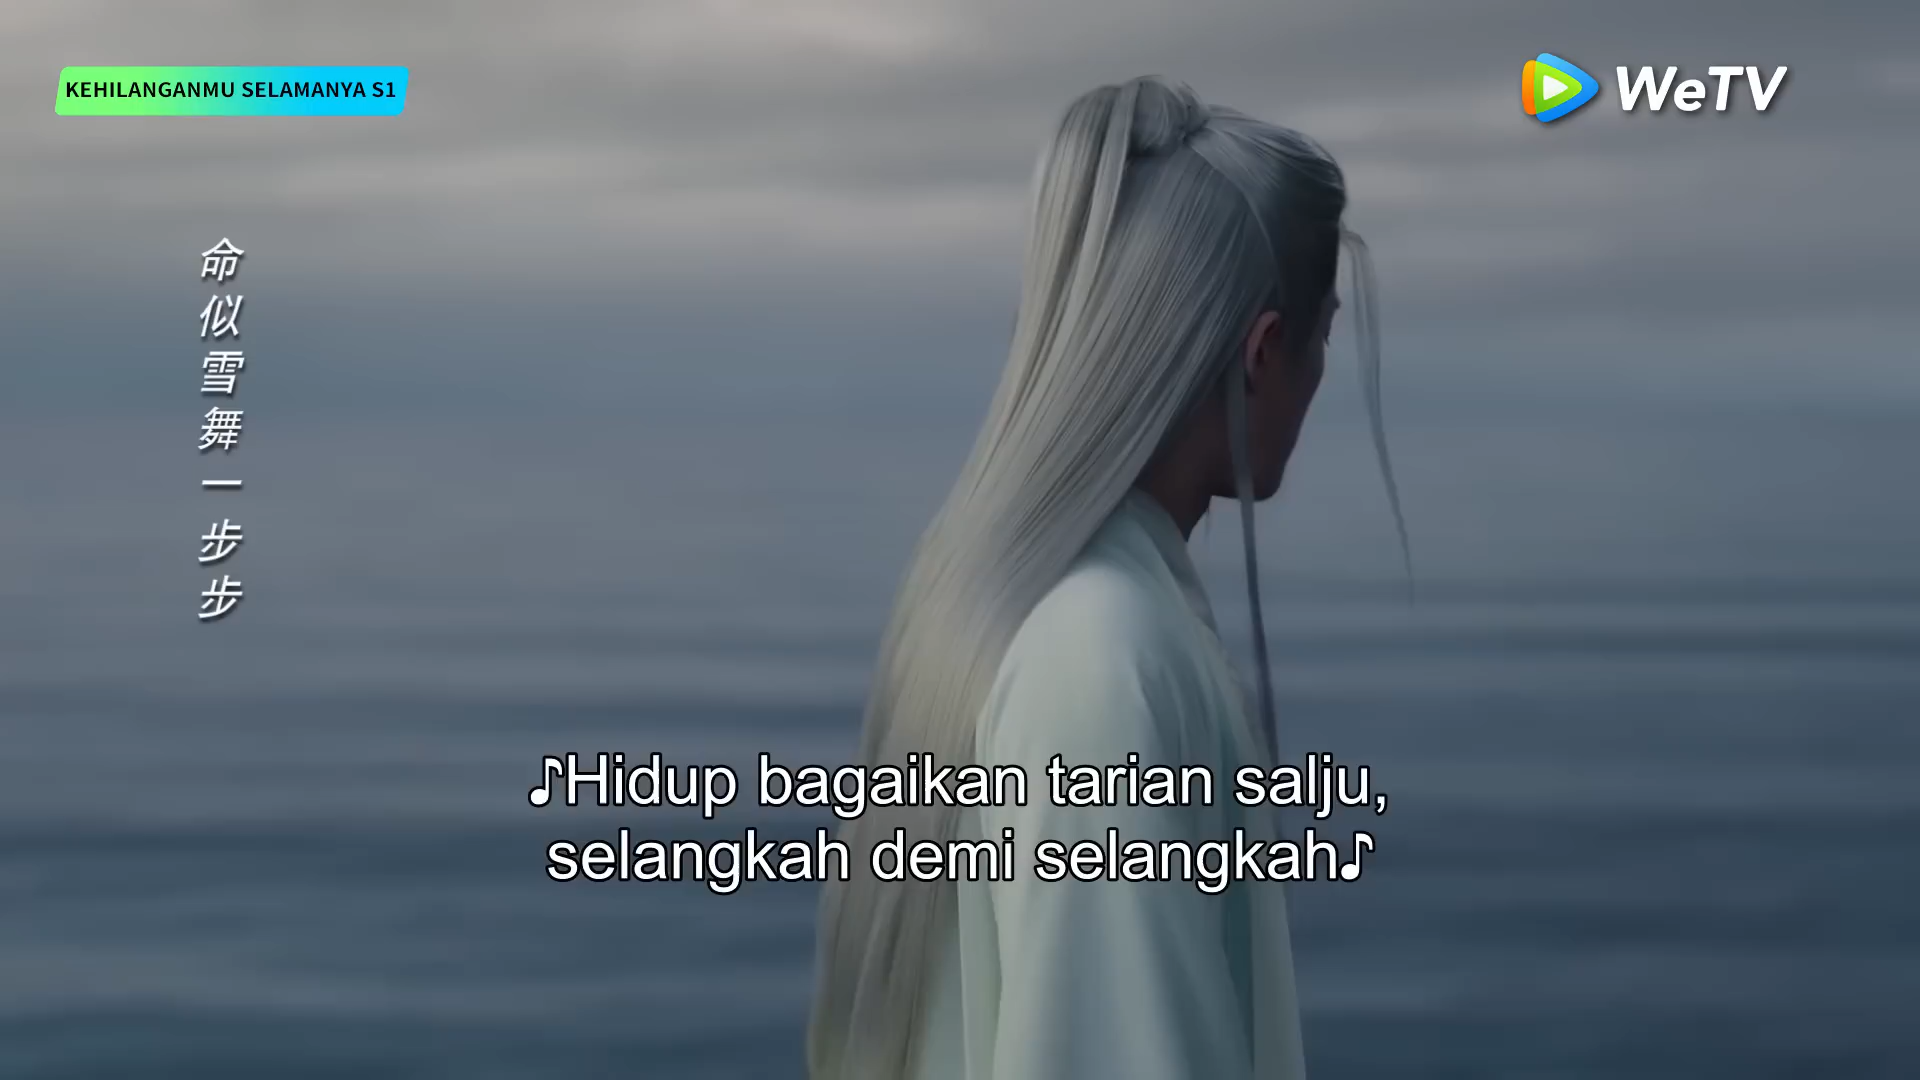 KEHILANGANMU SELAMANYA S1
WeTV
命似雪舞一步步
♪Hidup bagaikan tarian salju,
selangkah demi selangkah♪